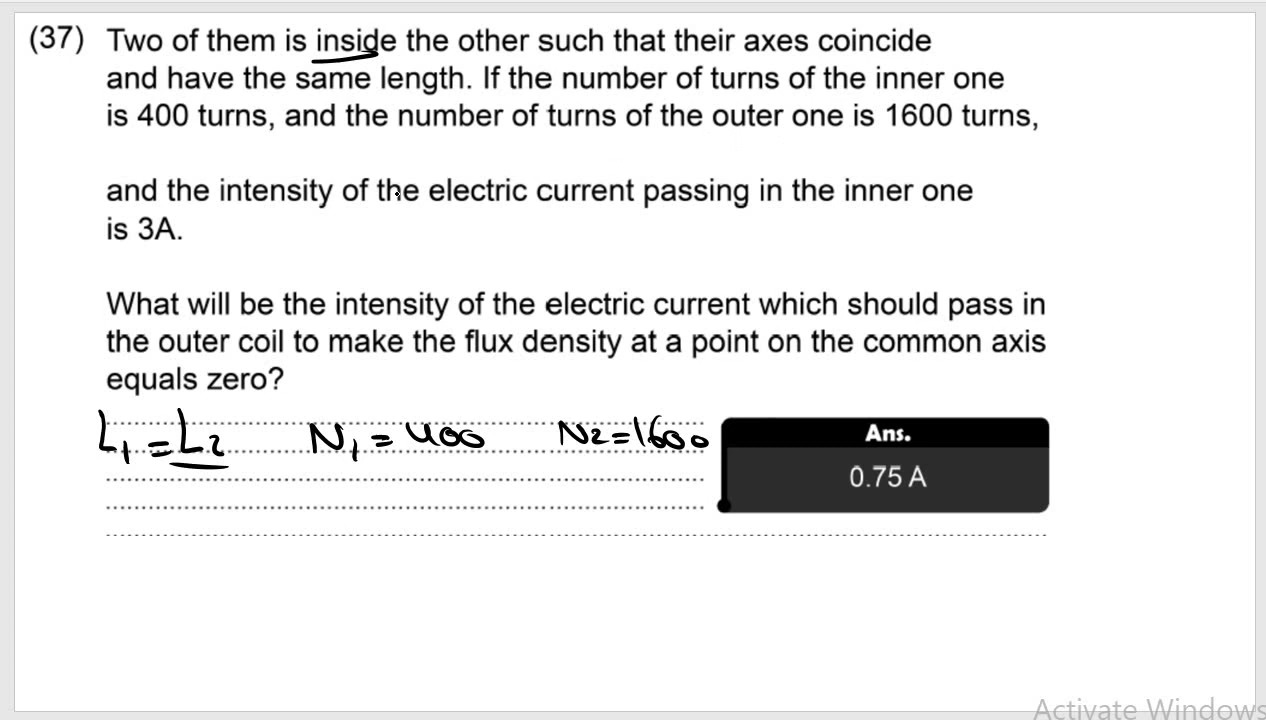 (37) Two of them is inside the other such that their axes coincide
and have the same length. If the number of turns of the inner one
is 400 turns, and the number of turns of the outer one is 1600 turns,
and the intensity of the electric current passing in the inner one
is 3A.
What will be the intensity of the electric current which should pass in
the outer coil to make the flux density at a point on the common axis
equals zero?
L₁ = L₂ N₁ = 400 N2 = 1600
Ans.
0.75 A
Activate Windows